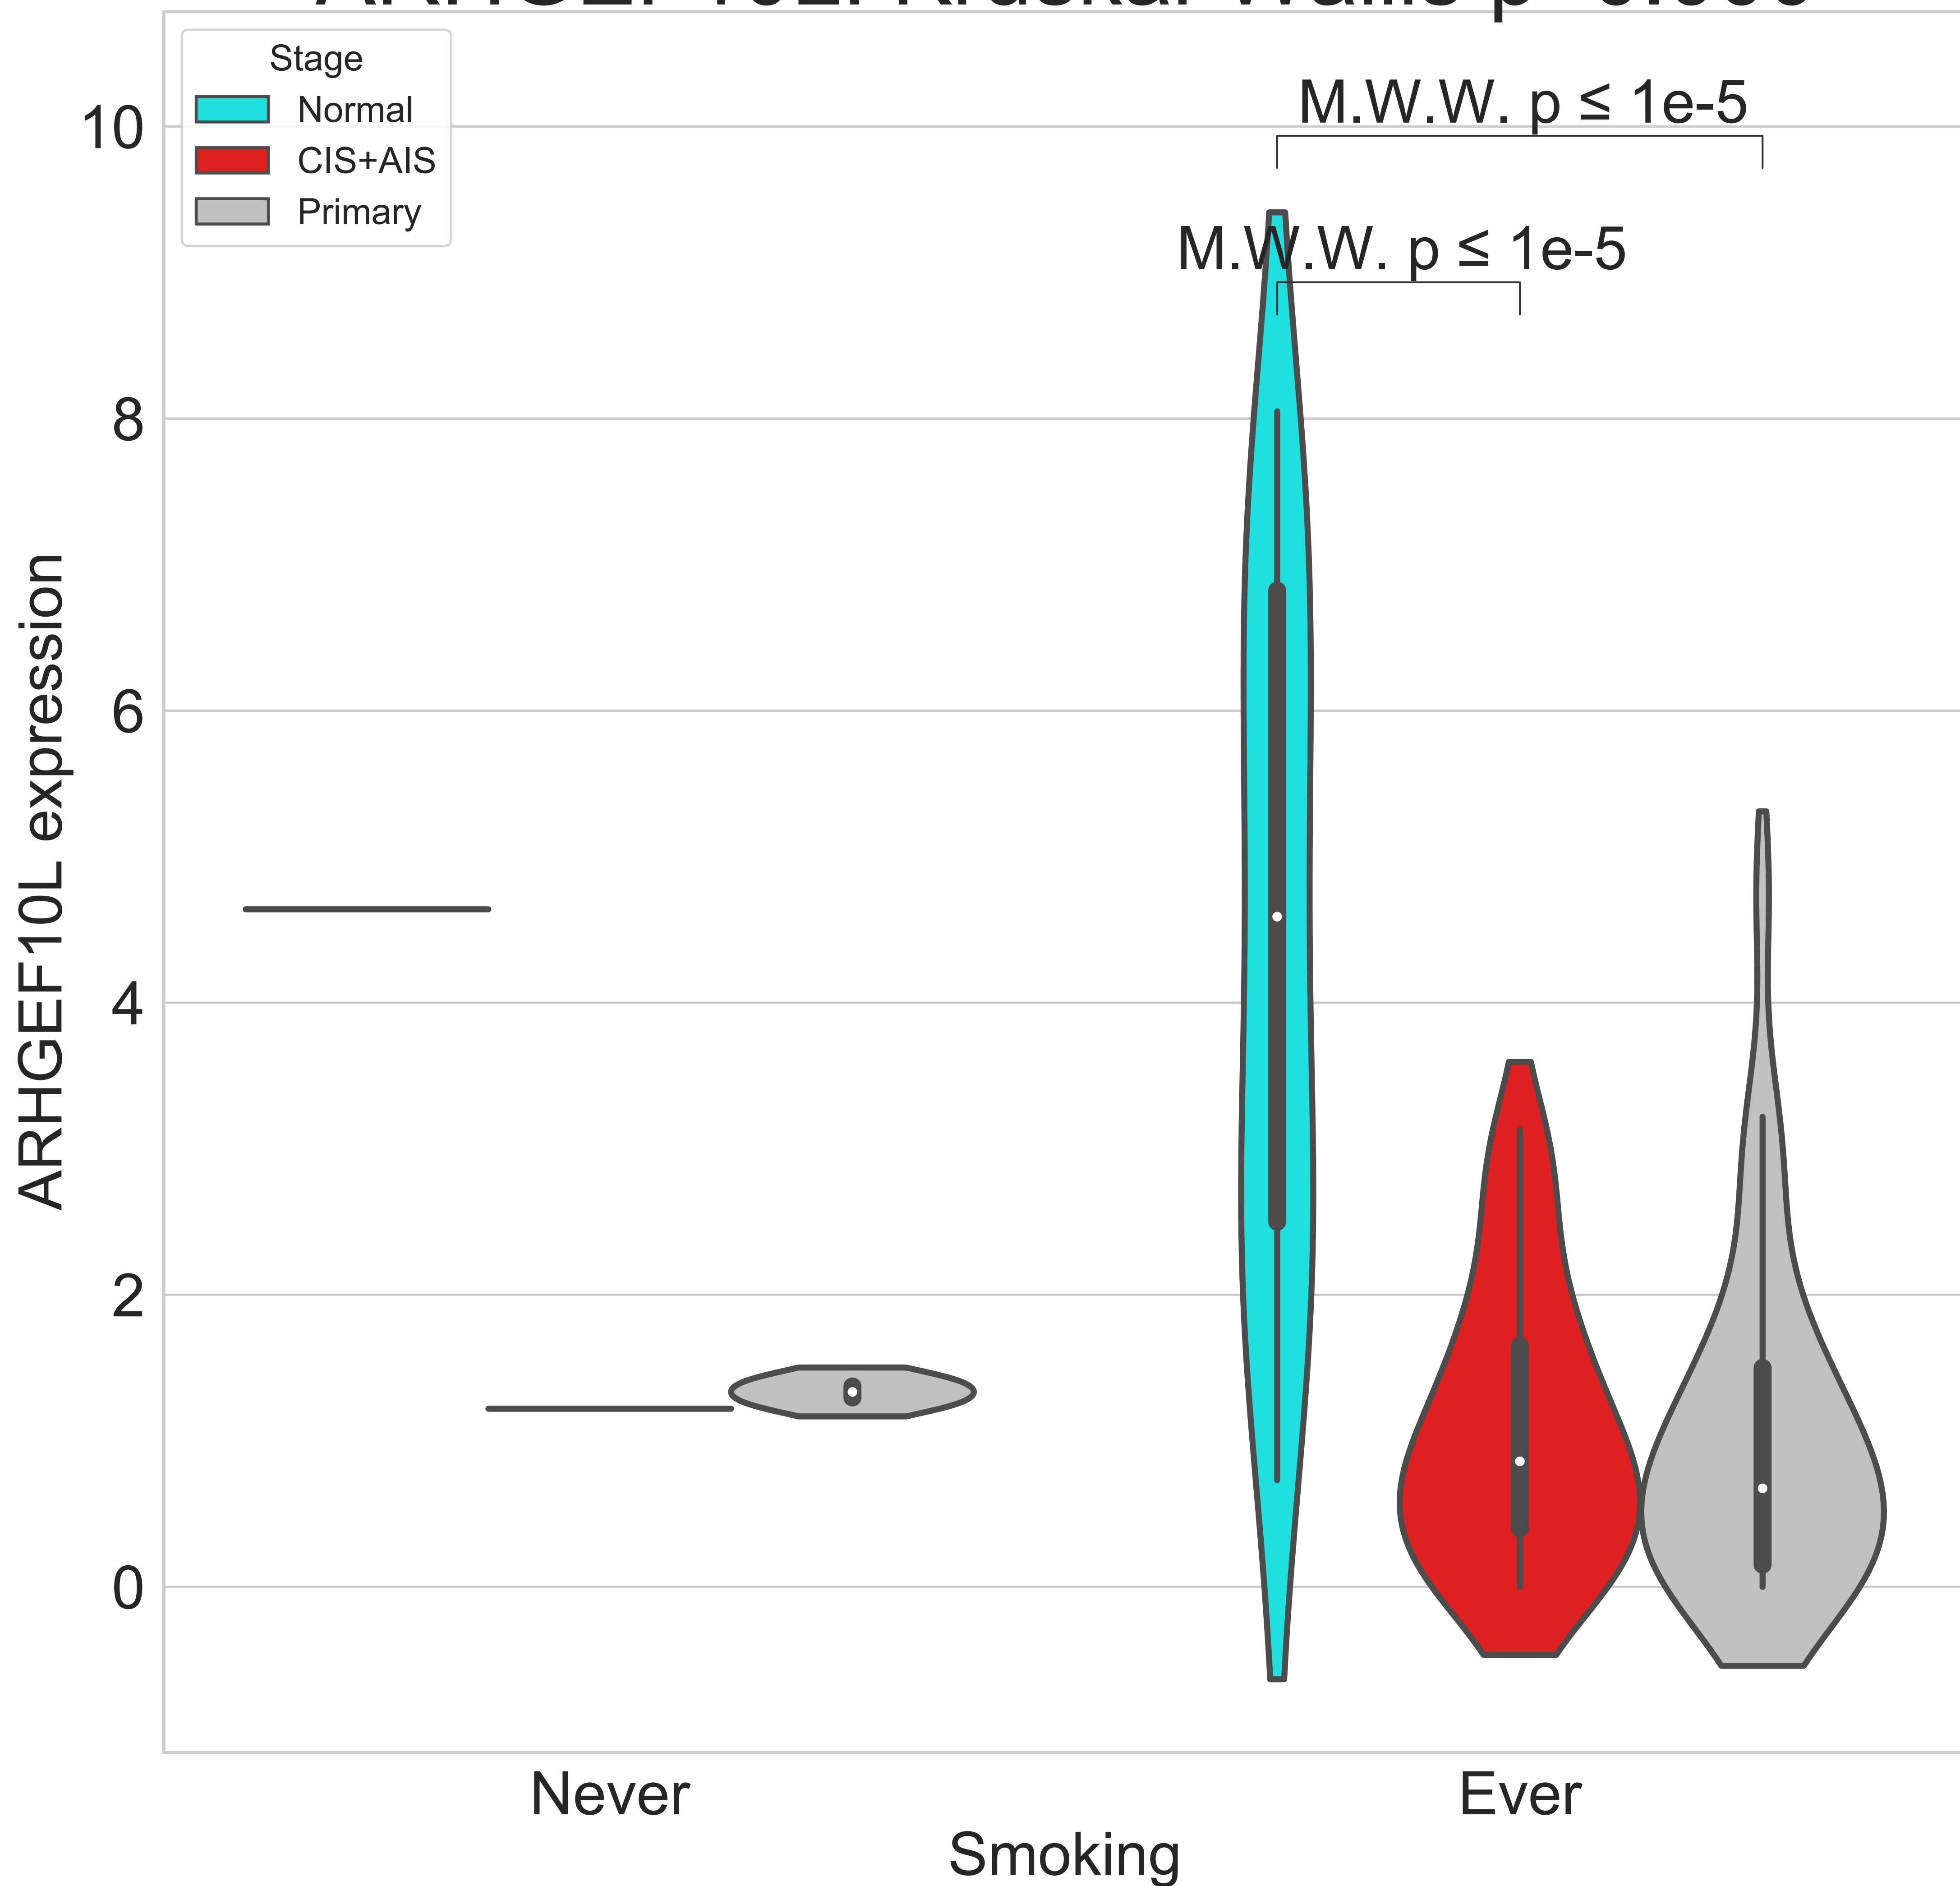 Stage
Normal
CIS+AIS
Primary
M.W.W. p ≤ 1e-5
M.W.W. p ≤ 1e-5
10
8
6
4
2
0
ARHGEF10L expression
Never
Ever
Smoking